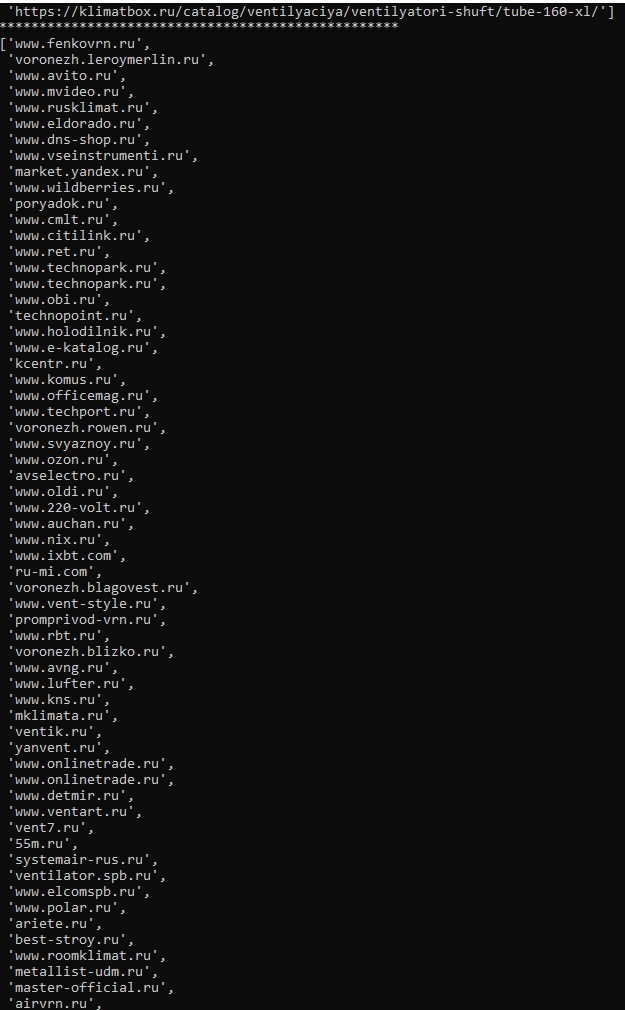 'https://klimatbox.ru/catalog/ventilyaciya/ventilyatori-shuft/tube-160-xl/']
**************************************************
['www.fenkovrn.ru',
'voronezh.leroymerlin.ru',
'www.avito.ru',
'www.mvideo.ru',
'www.rusklimat.ru',
'www.eldorado.ru',
'www.dns-shop.ru',
'www.vseinstrumenti.ru',
'market.yandex.ru',
'www.wildberries.ru',
'poryadok.ru',
'www.cmlt.ru',
'www.citilink.ru',
'www.ret.ru',
'www.technopark.ru',
'www.technopark.ru',
'www.obi.ru',
'technopoint.ru',
'www.holodilnik.ru',
'www.e-katalog.ru',
'kcentr.ru',
'www.komus.ru',
'www.officemag.ru',
'www.techport.ru',
'voronezh.rowen.ru',
'www.svyaznoy.ru',
'www.ozon.ru',
'avselectro.ru',
'www.oldi.ru',
'www.220-volt.ru',
'www.auchan.ru',
'www.nix.ru',
'www.ixbt.com',
'ru-mi.com',
'voronezh.blagovest.ru',
'www.vent-style.ru',
'promprivod-vrn.ru',
'www.rbt.ru',
'voronezh.blizko.ru',
'www.avng.ru',
'www.lufter.ru',
'www.kns.ru',
'mklimata.ru',
'ventik.ru',
'yanvent.ru',
'www.onlinetrade.ru',
'www.onlinetrade.ru',
'www.detmir.ru',
'www.ventart.ru',
'vent7.ru',
'55m.ru',
'systemair-rus.ru',
'ventilator.spb.ru',
'www.elcomspb.ru',
'www.polar.ru',
'ariete.ru',
'best-stroy.ru',
'www.roomklimat.ru',
'metallist-udm.ru',
'master-official.ru',
'airvrn.ru',